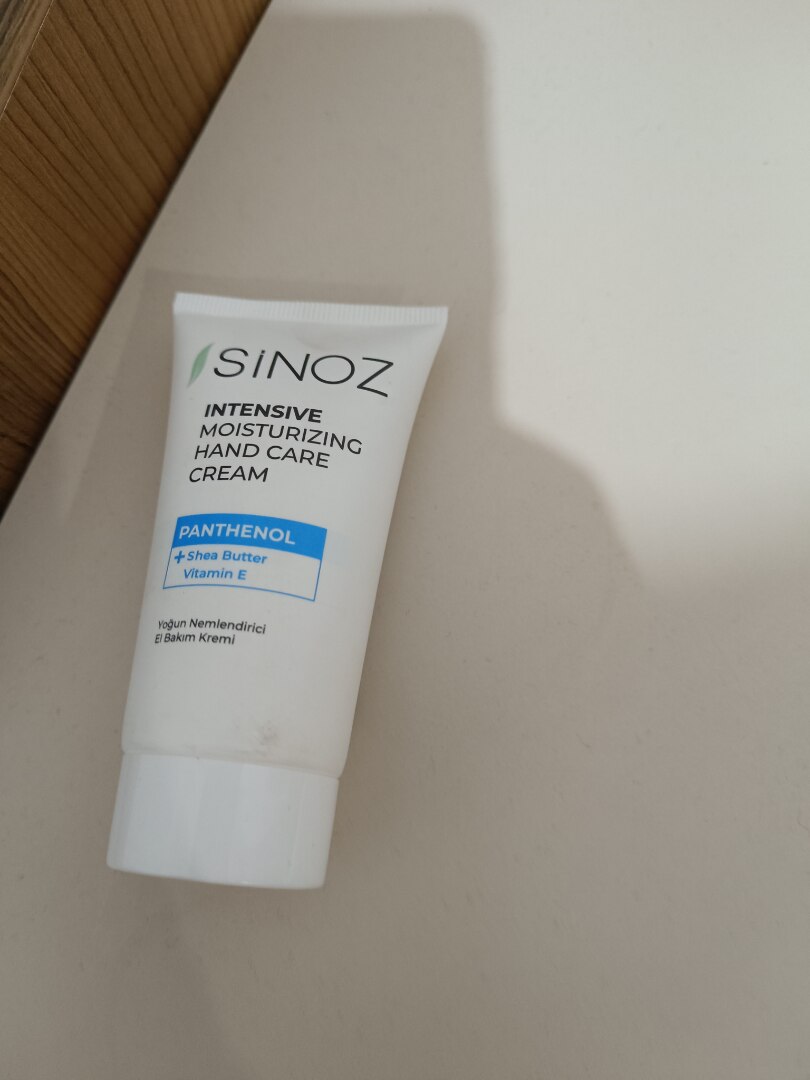 SiNOZ
INTENSIVE
MOISTURIZING
HAND CARE
CREAM
PANTHENOL
+ Shea Butter
Vitamin E
Yoğun Nemlendirici
El Bakım Kremi